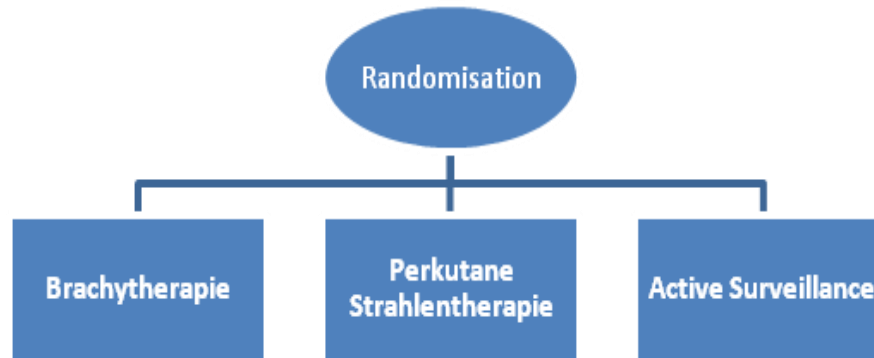 Randomisation
Brachytherapie
Perkutane
Strahlentherapie
Active Surveillance